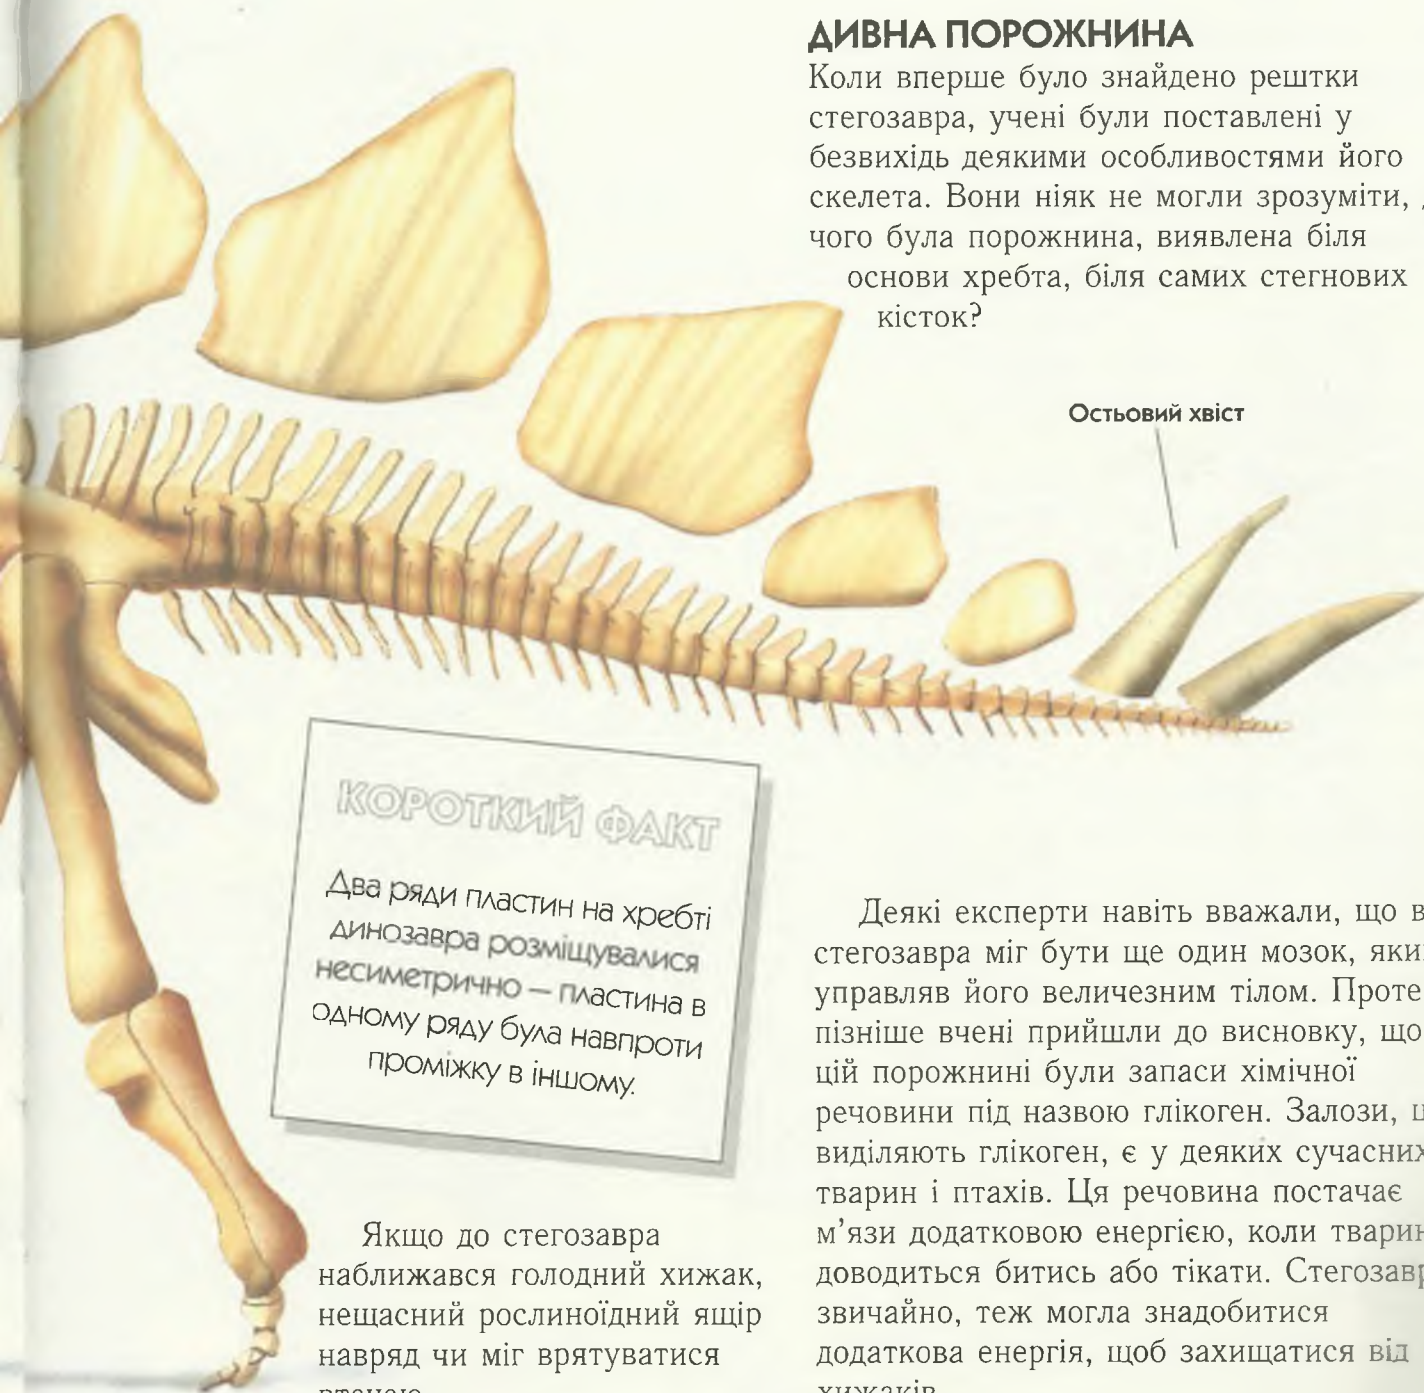 ДИВНА ПОРОЖНИНА
Коли вперше було знайдено рештки
стегозавра, учені були поставлені у
безвихідь деякими особливостями його
скелета. Вони ніяк не могли зрозуміти,
чого була порожнина, виявлена біля
основи хребта, біля самих стегнових
кісток?
Остьовий хвіст
КОРОТКИЙ ФАКТ
Два ряди пластин на хребті
динозавра розміщувалися
несиметрично — пластина в
одному ряду була навпроти
проміжку в іншому.
Якщо до стегозавра
наближався голодний хижак,
нещасний рослиноїдний ящір
навряд чи міг врятуватися
втечею
Деякі експерти навіть вважали, що в
стегозавра міг бути ще один мозок,
управляв його величезним тілом. Проте
пізніше вчені прийшли до висновку, що
цій порожнині були запаси хімічної
речовини під назвою глікоген. Залози,
виділяють глікоген, є у деяких сучасних
тварин і птахів. Ця речовина постачає
м’язи додатковою енергією, коли
доводиться битись або тікати.
звичайно, теж могла знадобитися
додаткова енергія, щоб захищатися від
хижаків